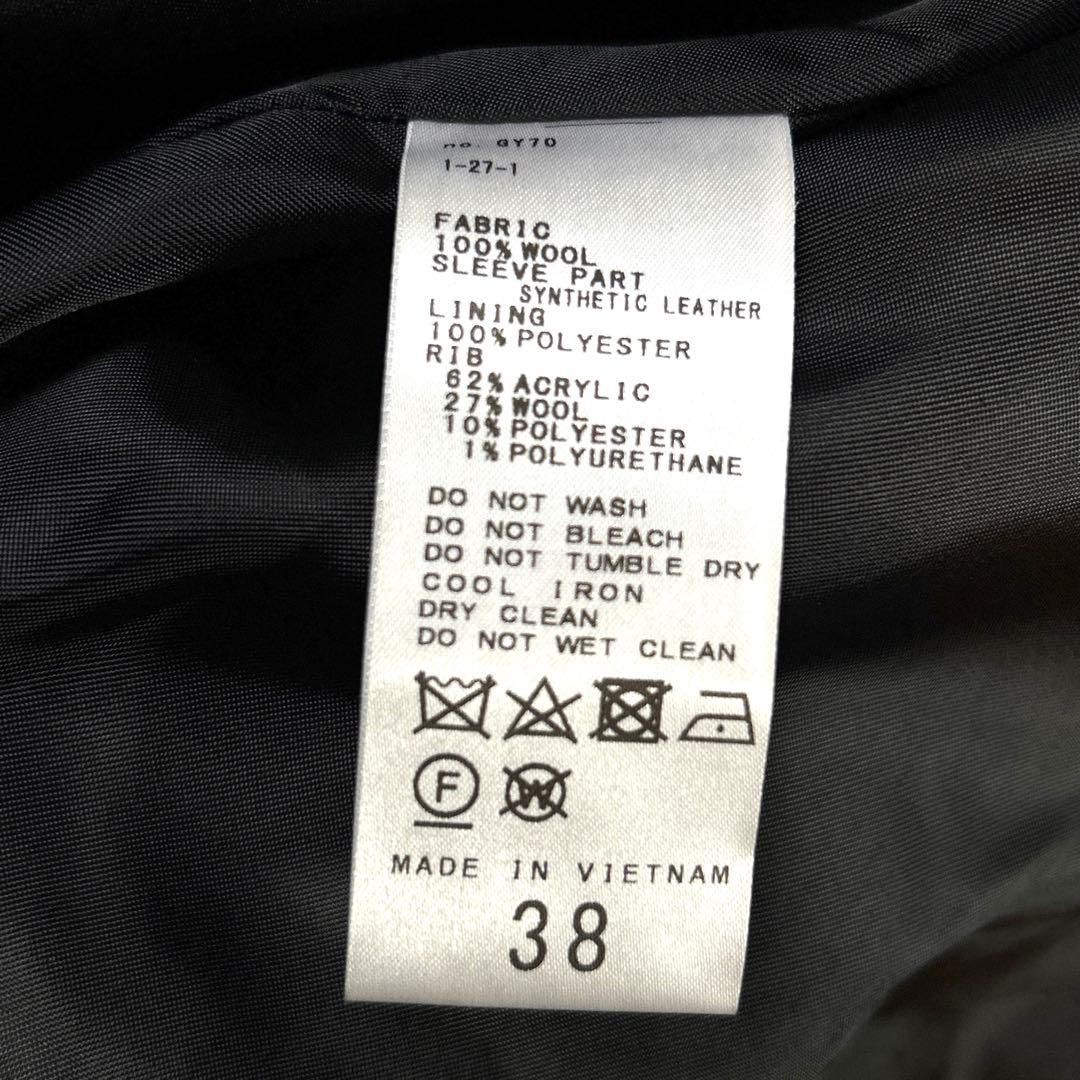 no. GY70
1-27-1
FABRIC
100% WOOL
SLEEVE PART
SYNTHETIC LEATHER
LINING
100% POLYESTER
RIB
62% ACRYLIC
27% WOOL
10% POLYESTER
1% POLYURETHANE
DO NOT WASH
DO NOT BLEACH
DO NOT TUMBLE DRY
COOL IRON
DRY CLEAN
DO NOT WET CLEAN
F W
MADE IN VIETNAM
38